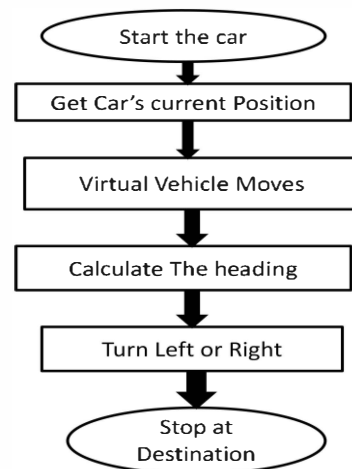 Start the car
Get Car's current Position
Virtual Vehicle Moves
Calculate The heading
Turn Left or Right
Stop at
Destination